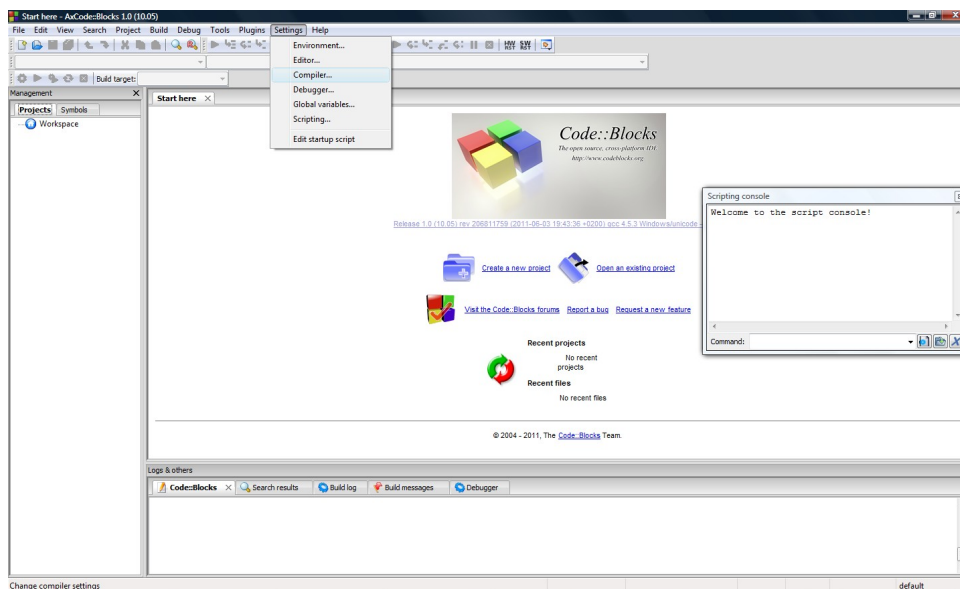 Start here - AxCode::Blocks 1.0 (10.05)
File Edit View Search Project Build Debug Tools Plugins Settings Help
Environment...
Editor...
Compiler...
Debugger...
Global variables...
Scripting...
Edit startup script
HW RST SW RST
Build target:
Management
Projects Symbols
Workspace
Start here
Code::Blocks
The open source, cross-platform IDE
http://www.codeblocks.org
Release 1.0 (10.05) rev 206811759 (2011-06-03 19:43:36 +0200) gcc 4.5.3 Windows/unicode
Create a new project Open an existing project
Visit the Code::Blocks forums Report a bug Request a new feature
Recent projects
No recent
projects
Recent files
No recent files
© 2004 - 2011, The Code::Blocks Team.
Scripting console
Welcome to the script console!
Command:
Logs & others
Code::Blocks Search results Build log Build messages Debugger
Change compiler settings default